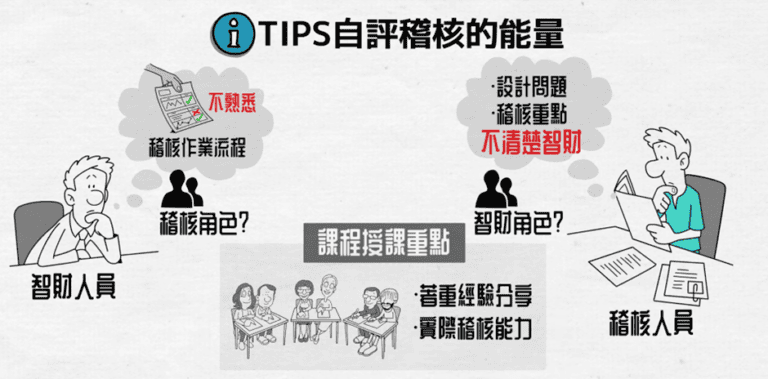 i TIPS自評稽核的能量
不熟悉
稽核作業流程
稽核角色?
智財人員
·設計問題
·稽核重點
不清楚智財
智財角色?
稽核人員
課程授課重點
·著重經驗分享
·實際稽核能力